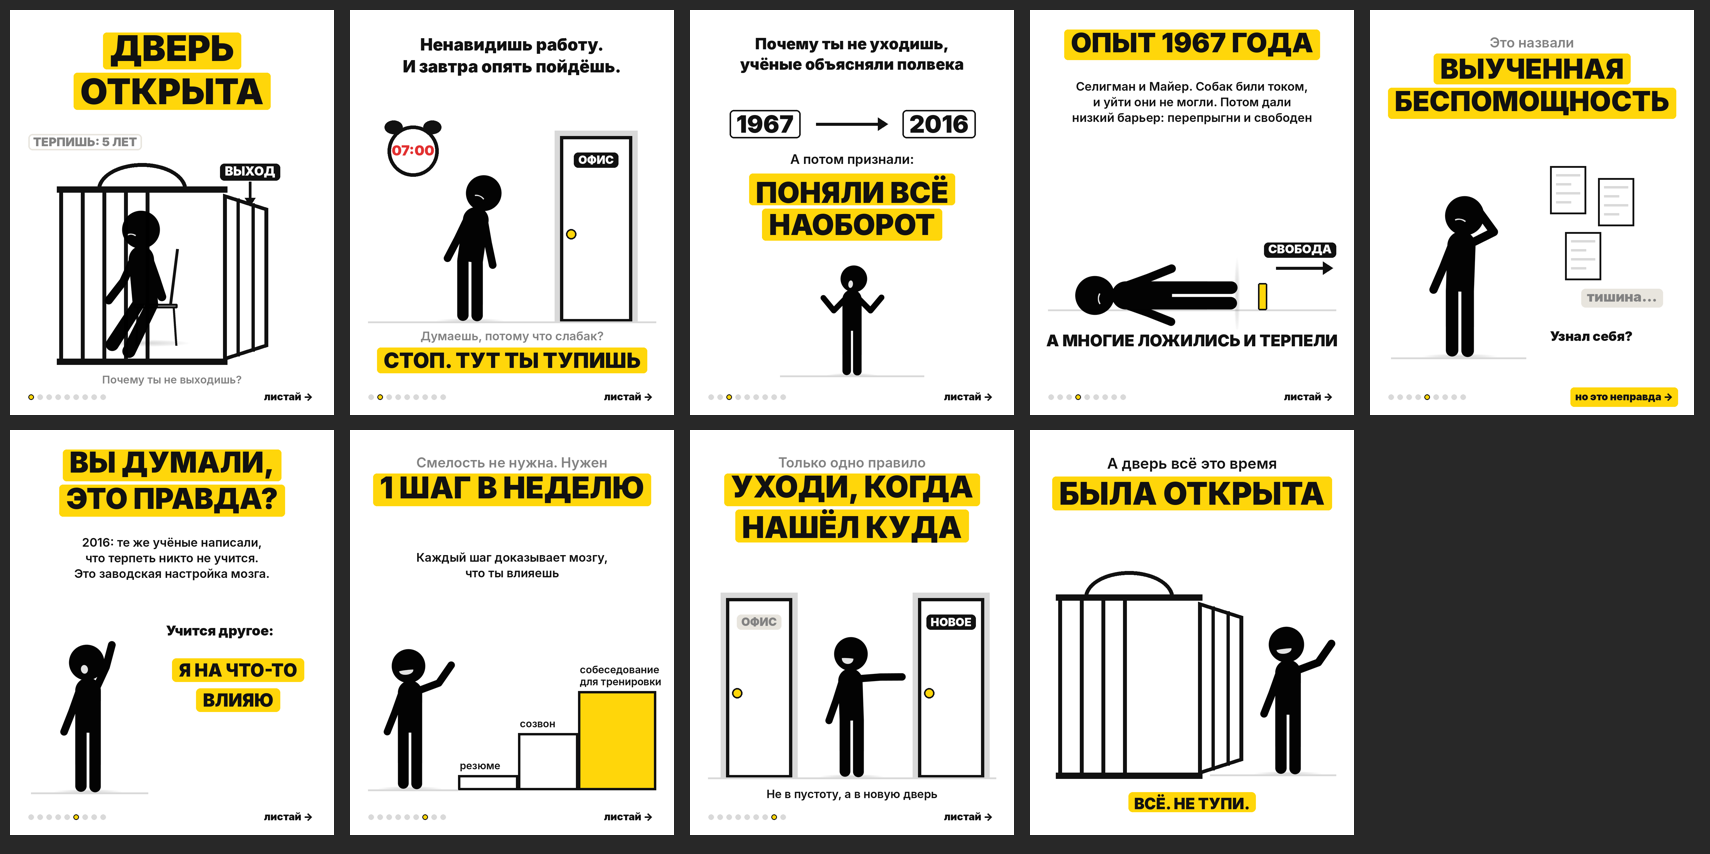 ДВЕРЬ
ОТКРЫТА
ТЕРПИШЬ: 5 ЛЕТ
ВЫХОД
Почему ты не выходишь?
листай →
Ненавидишь работу.
И завтра опять пойдёшь.
07:00
ОФИС
Думаешь, потому что слабак?
СТОП. ТУТ ТЫ ТУПИШЬ
листай →
Почему ты не уходишь,
учёные объясняли полвека
1967 → 2016
А потом признали:
ПОНЯЛИ ВСЁ
НАОБОРОТ
листай →
ОПЫТ 1967 ГОДА
Селигман и Майер. Собак били током,
и уйти они не могли. Потом дали
низкий барьер: перепрыгни и свободен
СВОБОДА
А МНОГИЕ ЛОЖИЛИСЬ И ТЕРПЕЛИ
листай →
Это назвали
ВЫУЧЕННАЯ
БЕСПОМОЩНОСТЬ
тишина...
Узнал себя?
но это неправда →
ВЫ ДУМАЛИ,
ЭТО ПРАВДА?
2016: те же учёные написали,
что терпеть никто не учится.
Это заводская настройка мозга.
Учится другое:
Я НА ЧТО-ТО
ВЛИЯЮ
листай →
Смелость не нужна. Нужен
1 ШАГ В НЕДЕЛЮ
Каждый шаг доказывает мозгу,
что ты влияешь
собеседование
для тренировки
созвон
резюме
листай →
Только одно правило
УХОДИ, КОГДА
НАШЁЛ КУДА
ОФИС
НОВОЕ
Не в пустоту, а в новую дверь
листай →
А дверь всё это время
БЫЛА ОТКРЫТА
ВСЁ. НЕ ТУПИ.